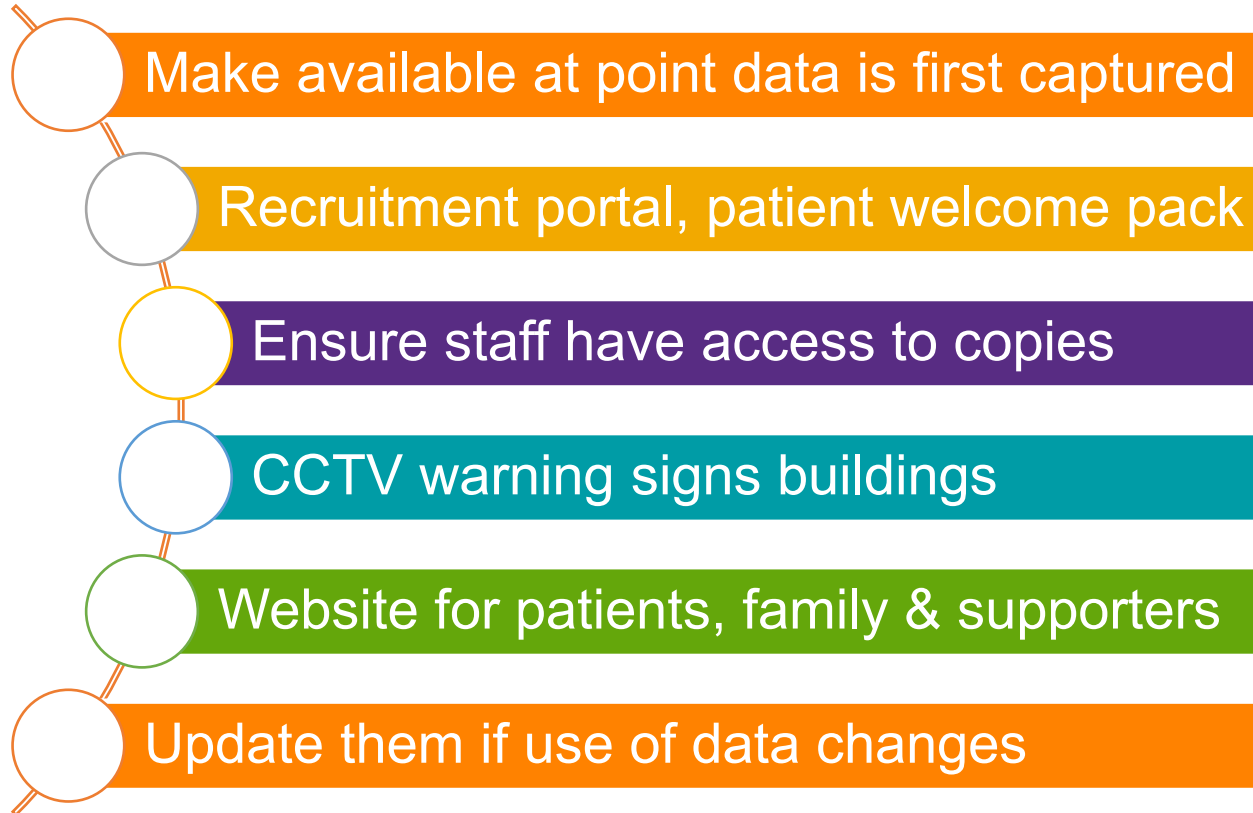 Make available at point data is first captured
Recruitment portal, patient welcome pack
Ensure staff have access to copies
CCTV warning signs buildings
Website for patients, family & supporters
Update them if use of data changes